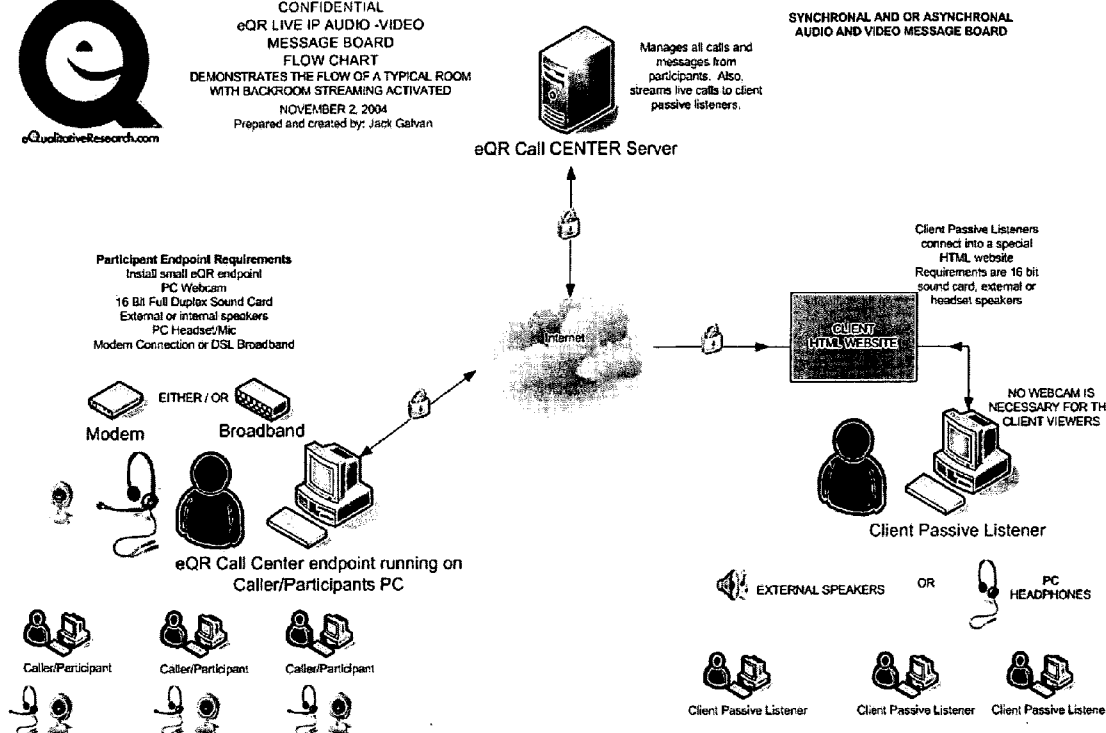 CONFIDENTIAL
eQR LIVE IP AUDIO -VIDEO
MESSAGE BOARD
FLOW CHART
DEMONSTRATES THE FLOW OF A TYPICAL ROOM
WITH BACKROOM STREAMING ACTIVATED
NOVEMBER 2, 2004
Prepared and created by: Jack Galvan
eQualitativeResearch.com
Manages all calls and
messages from
participants. Also,
streams live calls to client
passive listeners.
eQR Call CENTER Server
SYNCHRONAL AND OR ASYNCHRONAL
AUDIO AND VIDEO MESSAGE BOARD
Participant Endpoint Requirements
Install small eQR endpoint
PC Webcam
16 Bit Full Duplex Sound Card
External or internal speakers
PC Headset/Mic
Modem Connection or DSL Broadband
Internet
Client Passive Listeners
connect into a special
HTML website
Requirements are 16 bit
sound card, external or
headset speakers
CLIENT
HTML WEBSITE
EITHER / OR
Modem
Broadband
NO WEBCAM IS
NECESSARY FOR TH
CLIENT VIEWERS
eQR Call Center endpoint running on
Caller/Participants PC
Client Passive Listener
EXTERNAL SPEAKERS
OR
PC
HEADPHONES
Caller/Participant
Caller/Participant
Caller/Participant
Client Passive Listener
Client Passive Listener
Client Passive Listene